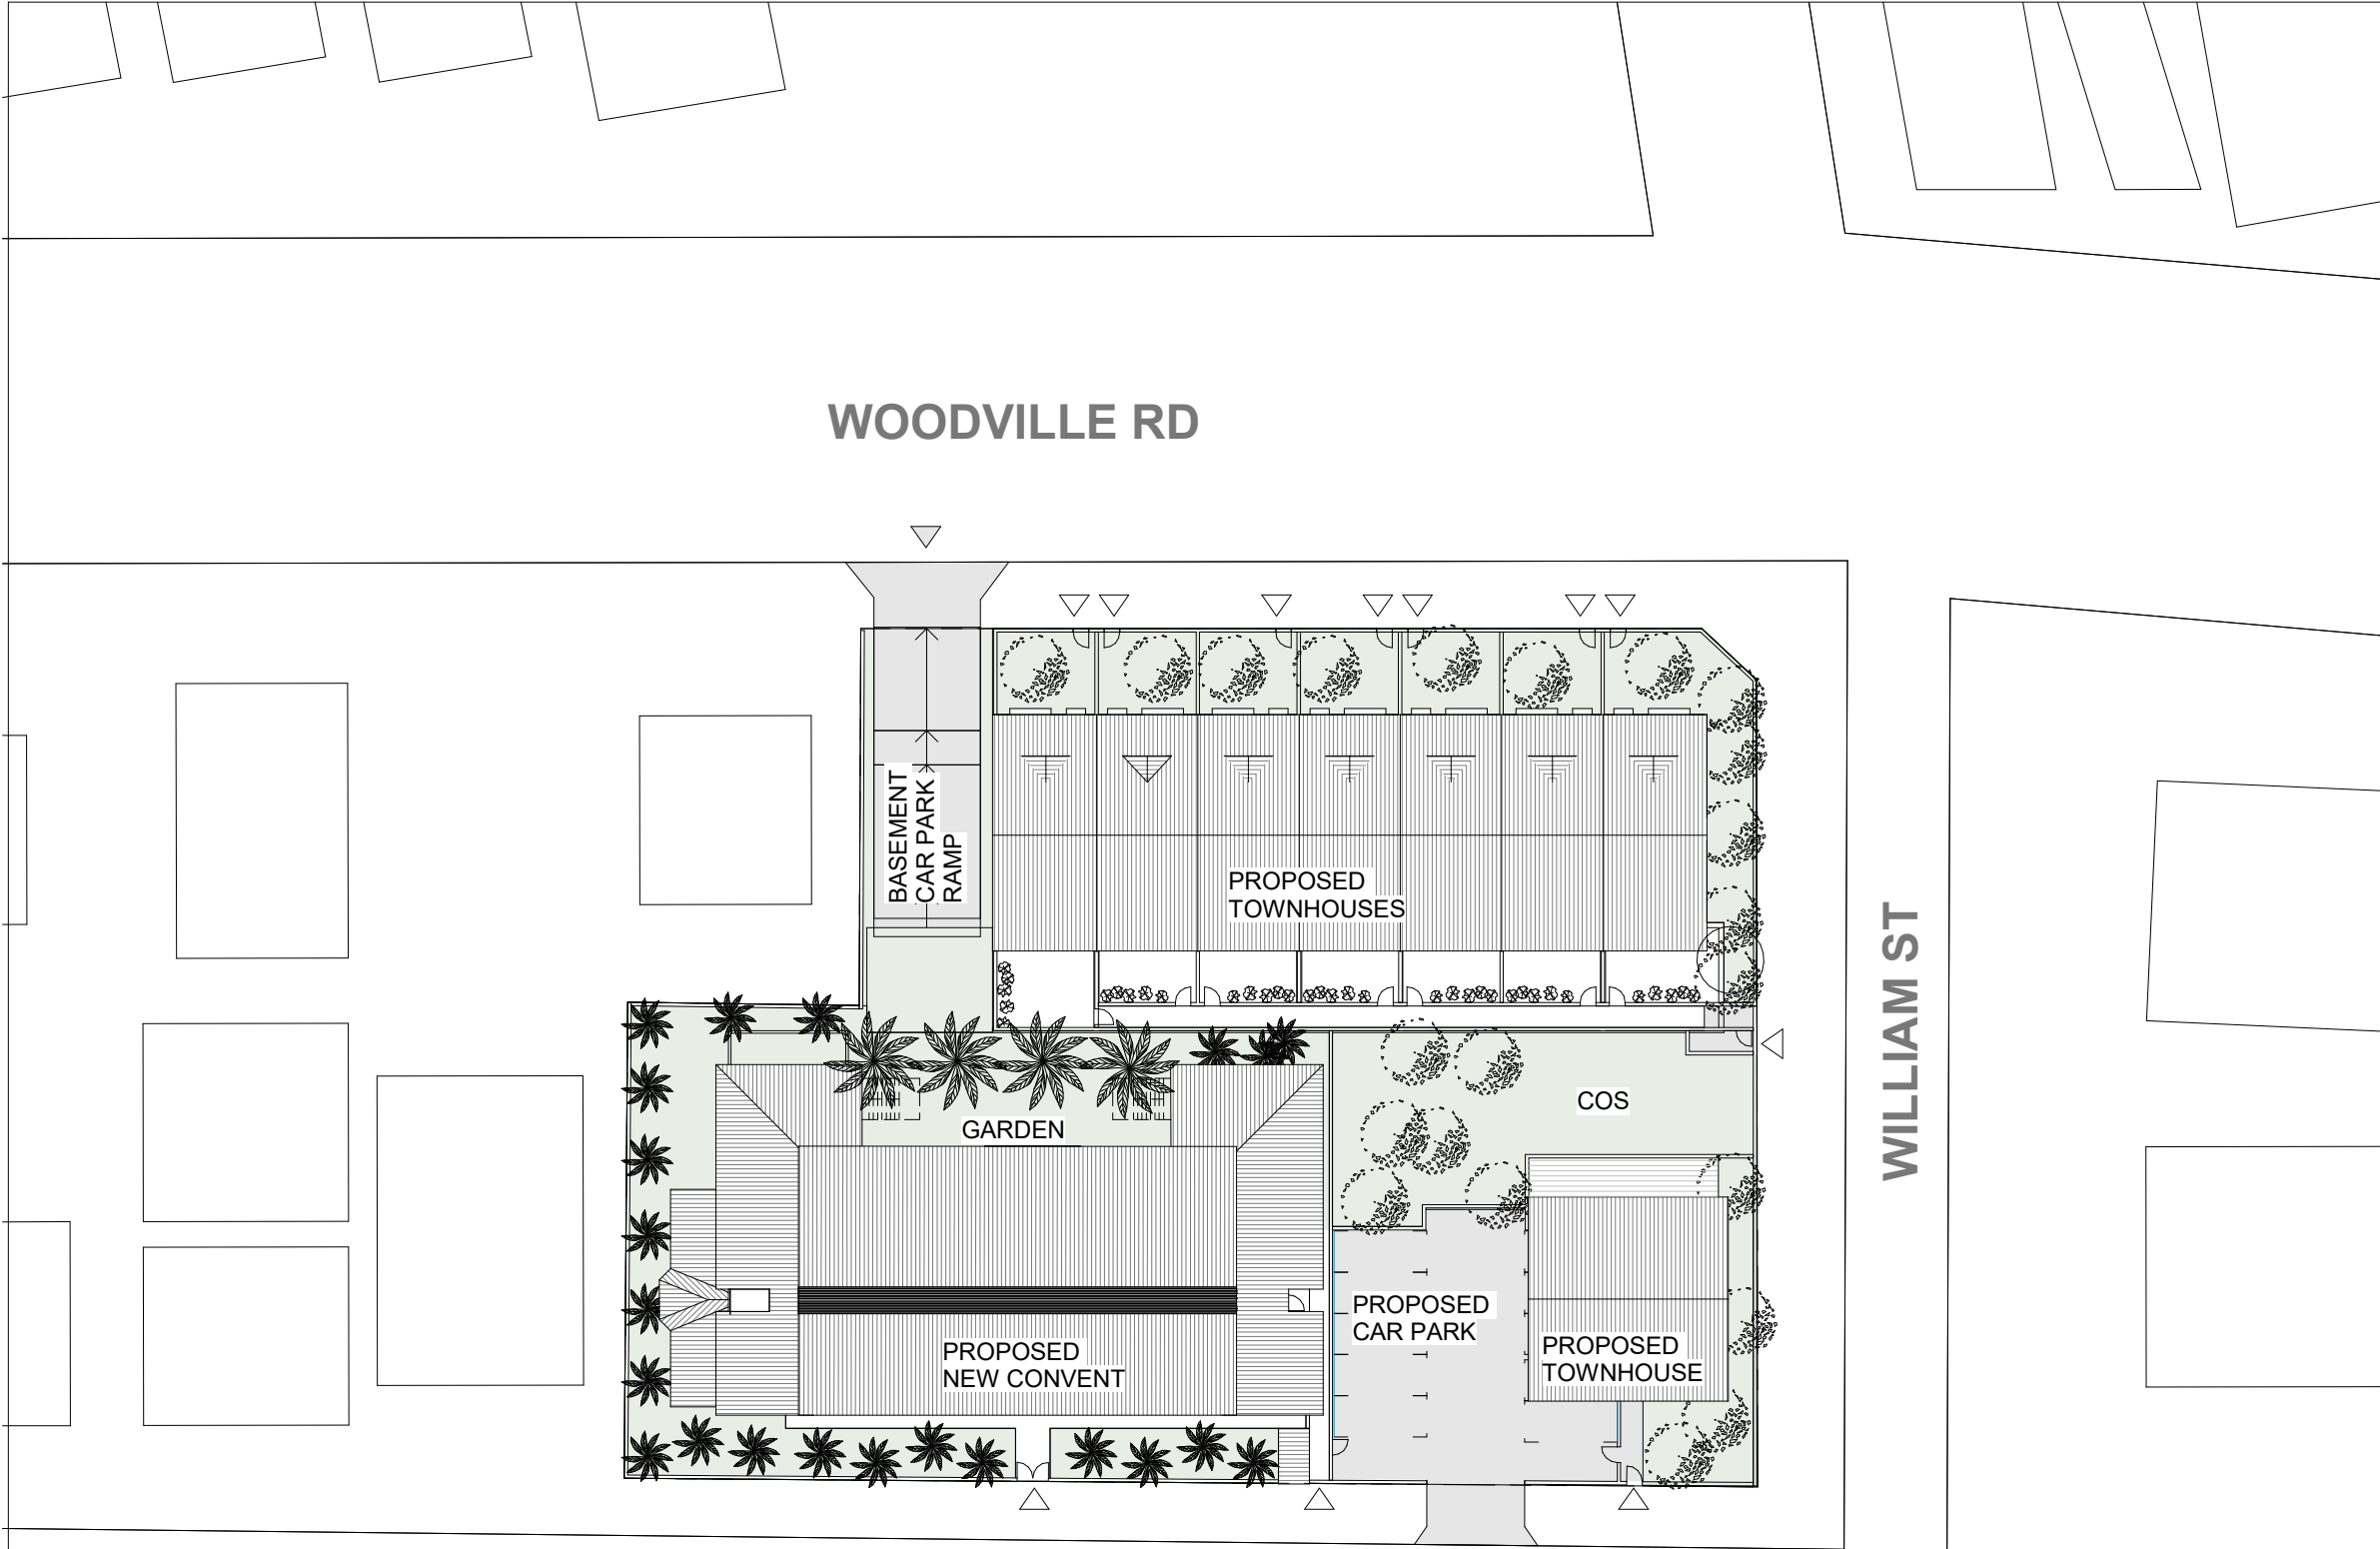 WOODVILLE RD
BASEMENT
CAR PARK
RAMP
PROPOSED
TOWNHOUSES
WILLIAM ST
COS
GARDEN
PROPOSED
CAR PARK
PROPOSED
NEW CONVENT
PROPOSED
TOWNHOUSE